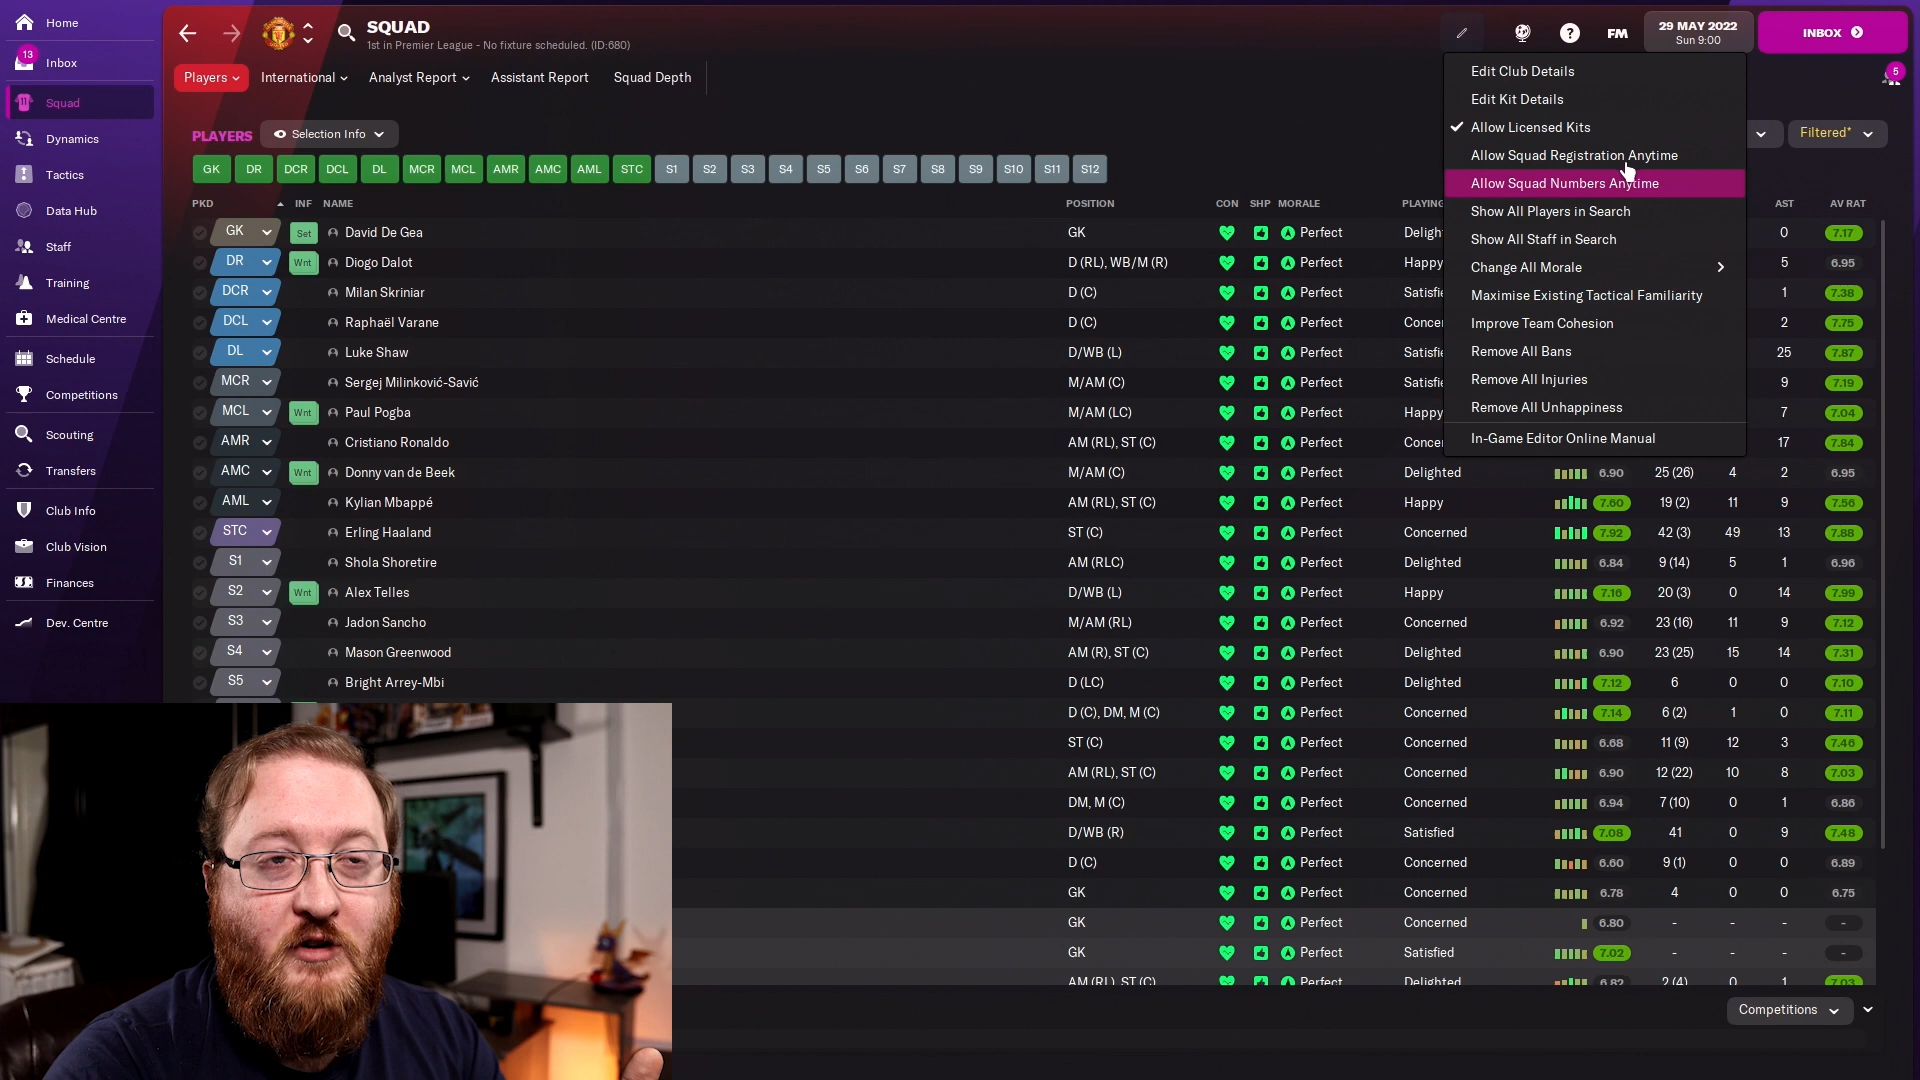 Home
13
Inbox
Squad
Dynamics
Tactics
Data Hub
Staff
Training
Medical Centre
Schedule
Competitions
Scouting
Transfers
Club Info
Club Vision
Finances
Dev. Centre
SQUAD
1st in Premier League - No fixture scheduled. (ID:680)
FM
29 MAY 2022
Sun 9:00
INBOX
5
Players
International
Analyst Report
Assistant Report
Squad Depth
PLAYERS
Selection Info
Filtered*
GK DR DCR DCL DL MCR MCL AMR AMC AML STC S1 S2 S3 S4 S5 S6 S7 S8 S9 S10 S11 S12
Edit Club Details
Edit Kit Details
Allow Licensed Kits
Allow Squad Registration Anytime
Allow Squad Numbers Anytime
Show All Players in Search
Show All Staff in Search
Change All Morale
Maximise Existing Tactical Familiarity
Improve Team Cohesion
Remove All Bans
Remove All Injuries
Remove All Unhappiness
In-Game Editor Online Manual
PKD INF NAME POSITION CON SHP MORALE PLAYING AST AV RAT
GK Set David De Gea GK Perfect Deligh 0 7.17
DR Wnt Diogo Dalot D (RL), WB/M (R) Perfect Happy 5 6.95
DCR Milan Skriniar D (C) Perfect Satisfi 1 7.38
DCL Raphaël Varane D (C) Perfect Concer 2 7.75
DL Luke Shaw D/WB (L) Perfect Satisfi 25 7.87
MCR Sergej Milinković-Savić M/AM (C) Perfect Satisfi 9 7.19
MCL Wnt Paul Pogba M/AM (LC) Perfect Happy 7 7.04
AMR Cristiano Ronaldo AM (RL), ST (C) Perfect Concer 17 7.84
AMC Wnt Donny van de Beek M/AM (C) Perfect Delighted 6.90 25 (26) 4 2 6.95
AML Kylian Mbappé AM (RL), ST (C) Perfect Happy 7.60 19 (2) 11 9 7.56
STC Erling Haaland ST (C) Perfect Concerned 7.92 42 (3) 49 13 7.88
S1 Shola Shoretire AM (RLC) Perfect Delighted 6.84 9 (14) 5 1 6.96
S2 Wnt Alex Telles D/WB (L) Perfect Happy 7.16 20 (3) 0 14 7.99
S3 Jadon Sancho M/AM (RL) Perfect Concerned 6.92 23 (16) 11 9 7.12
S4 Mason Greenwood AM (R), ST (C) Perfect Delighted 6.90 23 (25) 15 14 7.31
S5 Bright Arrey-Mbi D (LC) Perfect Delighted 7.12 6 0 0 7.10
D (C), DM, M (C) Perfect Concerned 7.14 6 (2) 1 0 7.11
ST (C) Perfect Concerned 6.68 11 (9) 12 3 7.46
AM (RL), ST (C) Perfect Concerned 6.90 12 (22) 10 8 7.03
DM, M (C) Perfect Concerned 6.94 7 (10) 0 1 6.86
D/WB (R) Perfect Satisfied 7.08 41 0 9 7.48
D (C) Perfect Concerned 6.60 9 (1) 0 0 6.89
GK Perfect Concerned 6.78 4 0 0 6.75
GK Perfect Concerned 6.80 - - - -
GK Perfect Satisfied 7.02 - - - -
AM (RL), ST (C) Perfect Delighted 6.82 2 (4) 0 1 7.03
Competitions